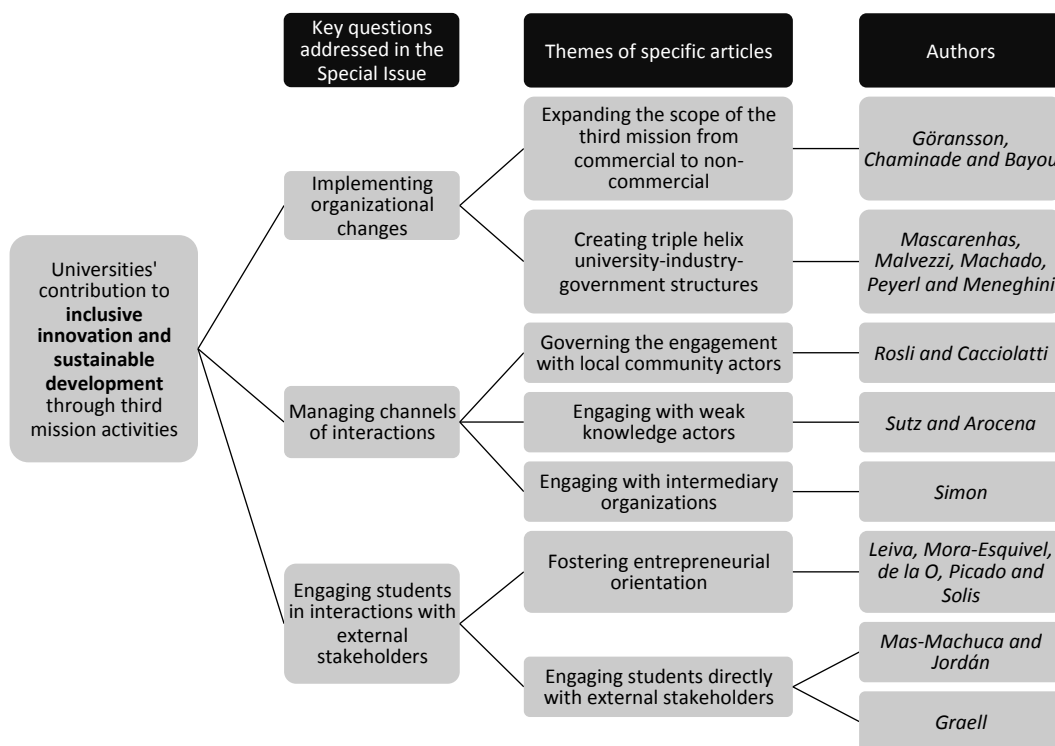 Key questions
addressed in the
Special Issue
Themes of specific articles
Authors
Universities'
contribution to
inclusive
innovation and
sustainable
development
through third
mission activities
Implementing
organizational
changes
Expanding the scope of the
third mission from
commercial to non-
commercial
Göransson,
Chaminade and Bayou
Creating triple helix
university-industry-
government structures
Mascarenhas,
Malvezzi, Machado,
Peyerl and Meneghini
Managing channels
of interactions
Governing the engagement
with local community actors
Rosli and Cacciolatti
Engaging with weak
knowledge actors
Sutz and Arocena
Engaging with intermediary
organizations
Simon
Engaging students
in interactions with
external
stakeholders
Fostering entrepreneurial
orientation
Leiva, Mora-Esquivel,
de la O, Picado and
Solis
Engaging students directly
with external stakeholders
Mas-Machuca and
Jordán
Graell